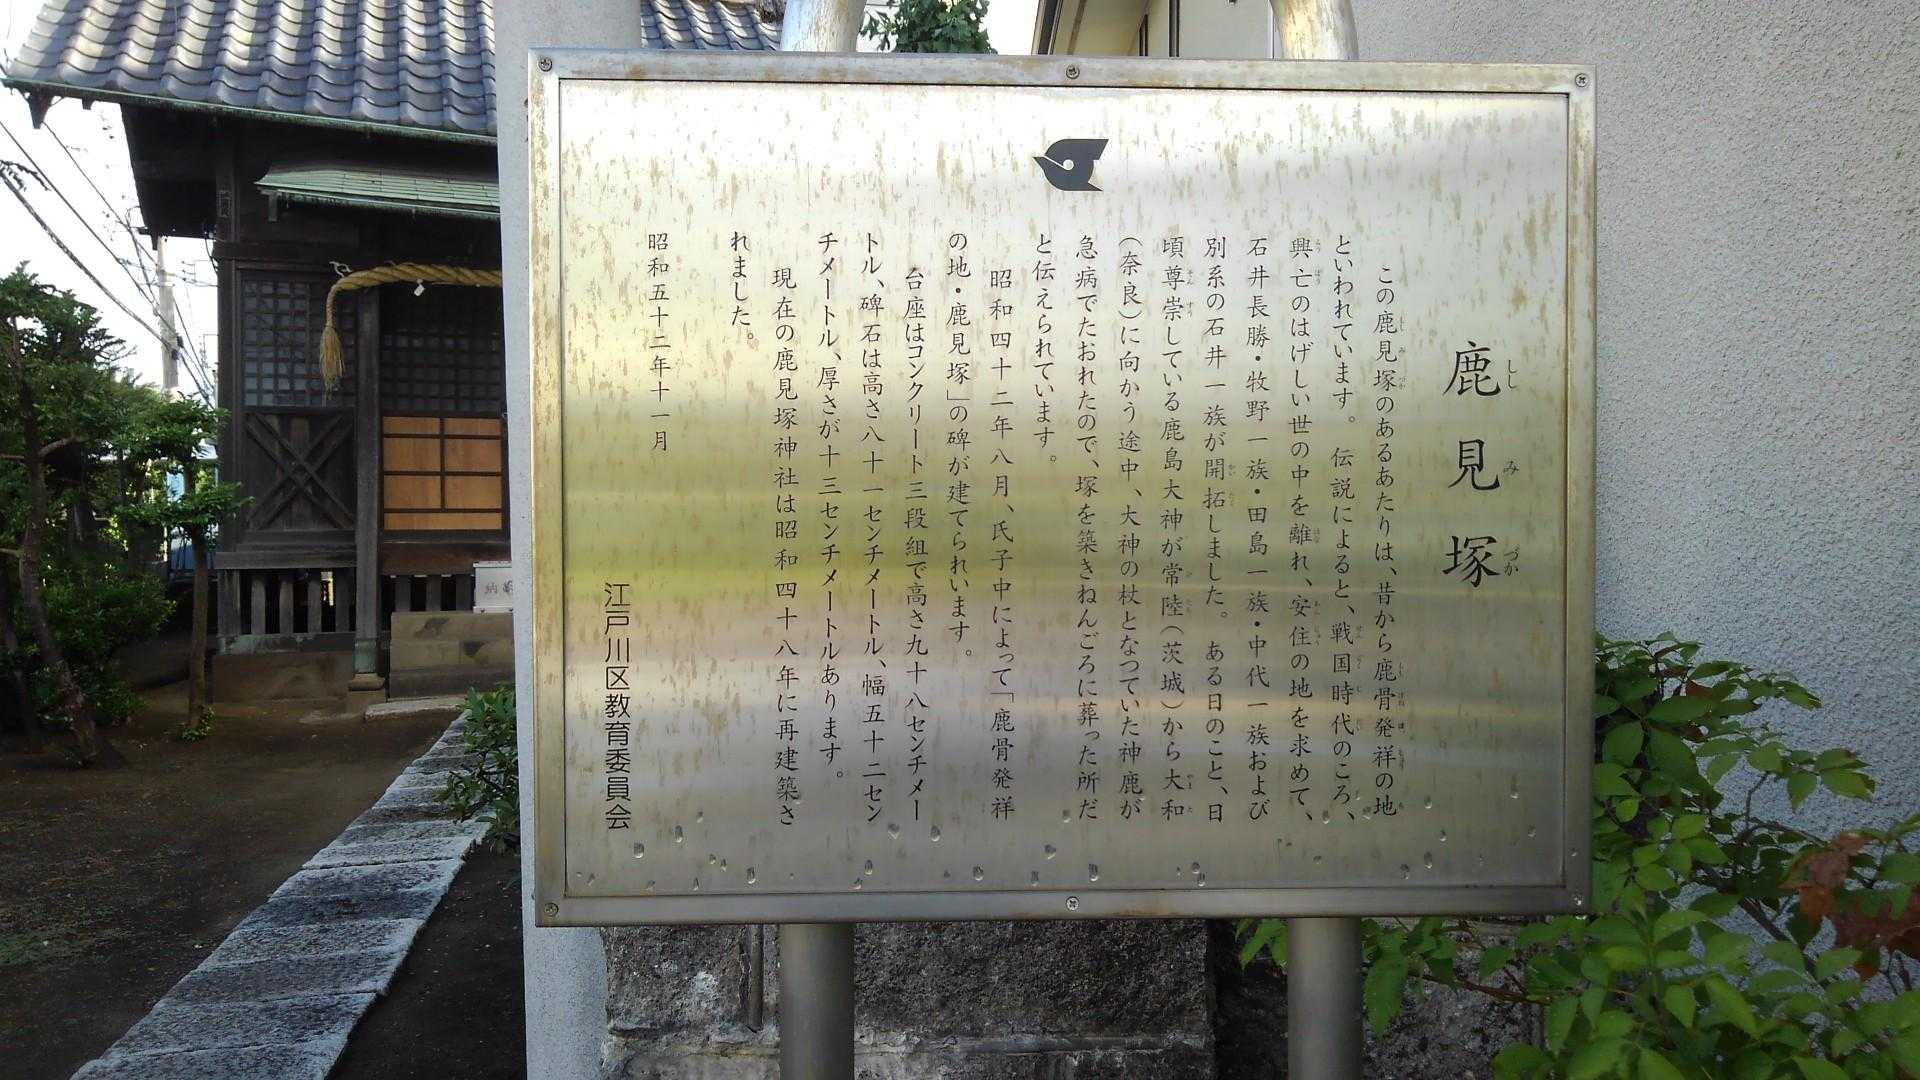 鹿見塚
この鹿見塚のあるあたりは、昔から鹿骨発祥の地
といわれています。伝説によると、戦国時代のころ、
興亡のはげしい世の中を離れ、安住の地を求めて、
石井長勝・牧野一族・田島一族・中代一族および
別系の石井一族が開拓しました。ある日のこと、日
頃尊崇している鹿島大神が常陸(茨城)から大和
(奈良)に向かう途中、大神の杖となつていた神鹿が
急病でたおれたので、塚を築きねんごろに葬った所だ
と伝えられています。
昭和四十二年八月、氏子中によって「鹿骨発祥
の地・鹿見塚」の碑が建てられいます。
台座はコンクリート三段組で高さ九十八センチメー
トル、碑石は高さ八十一センチメートル、幅五十二セン
チメートル、厚さが十三センチメートルあります。
現在の鹿見塚神社は昭和四十八年に再建築さ
れました。
昭和五十二年十一月
江戸川区教育委員会